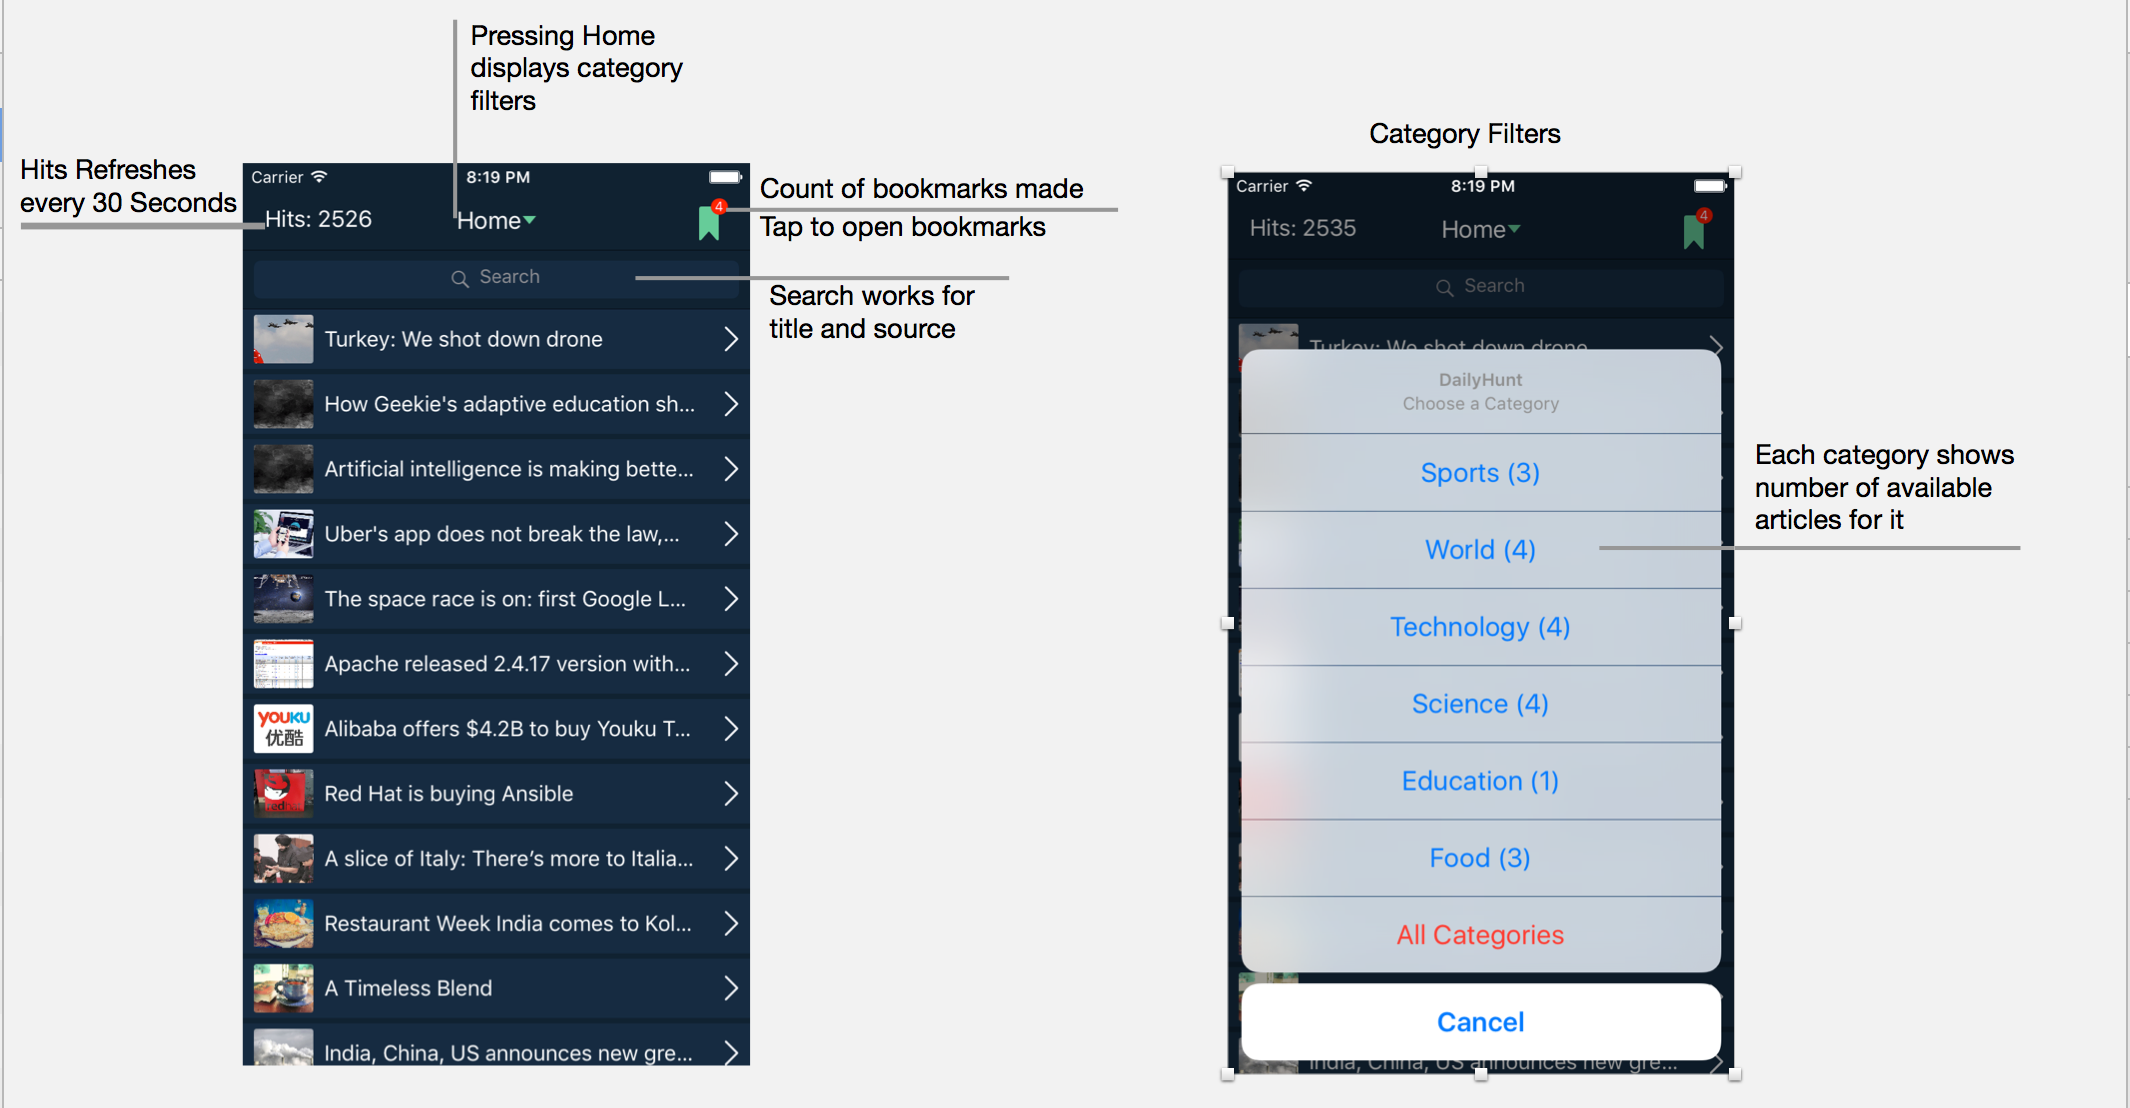 Pressing Home
displays category
filters
Hits Refreshes
every 30 Seconds
Carrier 8:19 PM
Hits: 2526 Home 4
Search
Count of bookmarks made
Tap to open bookmarks
Search works for
title and source
Turkey: We shot down drone
How Geekie's adaptive education sh...
Artificial intelligence is making bette...
Uber's app does not break the law,...
The space race is on: first Google L...
Apache released 2.4.17 version with...
YOUKU
优酷
Alibaba offers $4.2B to buy Youku T...
redh
Red Hat is buying Ansible
A slice of Italy: There’s more to Italia...
Restaurant Week India comes to Kol...
A Timeless Blend
India, China, US announces new gre...
Category Filters
Carrier 8:19 PM
Hits: 2535 Home 4
Search
Turkey: We shot down drone
DailyHunt
Choose a Category
Sports (3)
World (4)
Technology (4)
Science (4)
Education (1)
Food (3)
All Categories
Cancel
India, China, US announces new gre...
Each category shows
number of available
articles for it